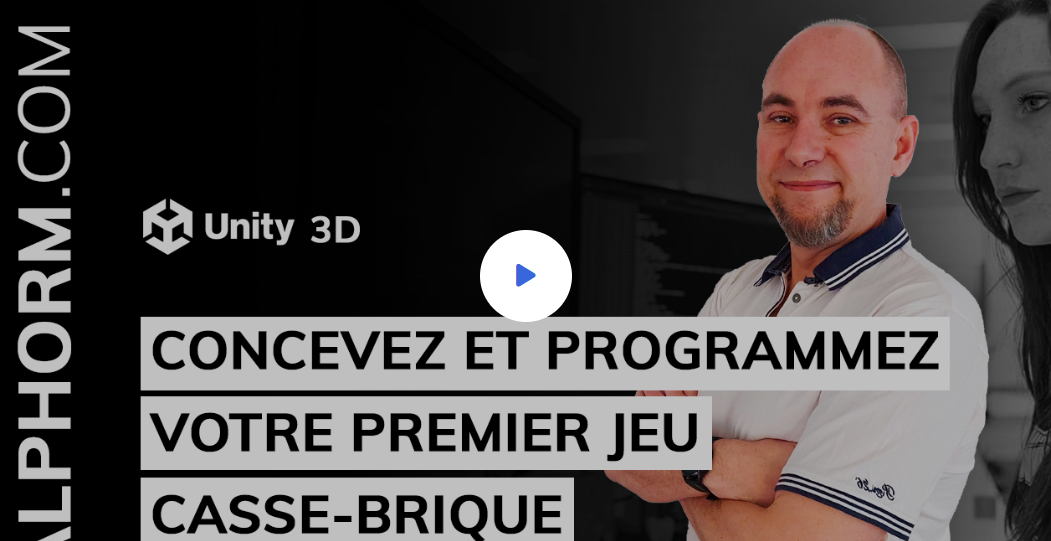 ALPHORM.COM
Unity 3D
CONCEVEZ ET PROGRAMMEZ
VOTRE PREMIER JEU
CASSE-BRIQUE